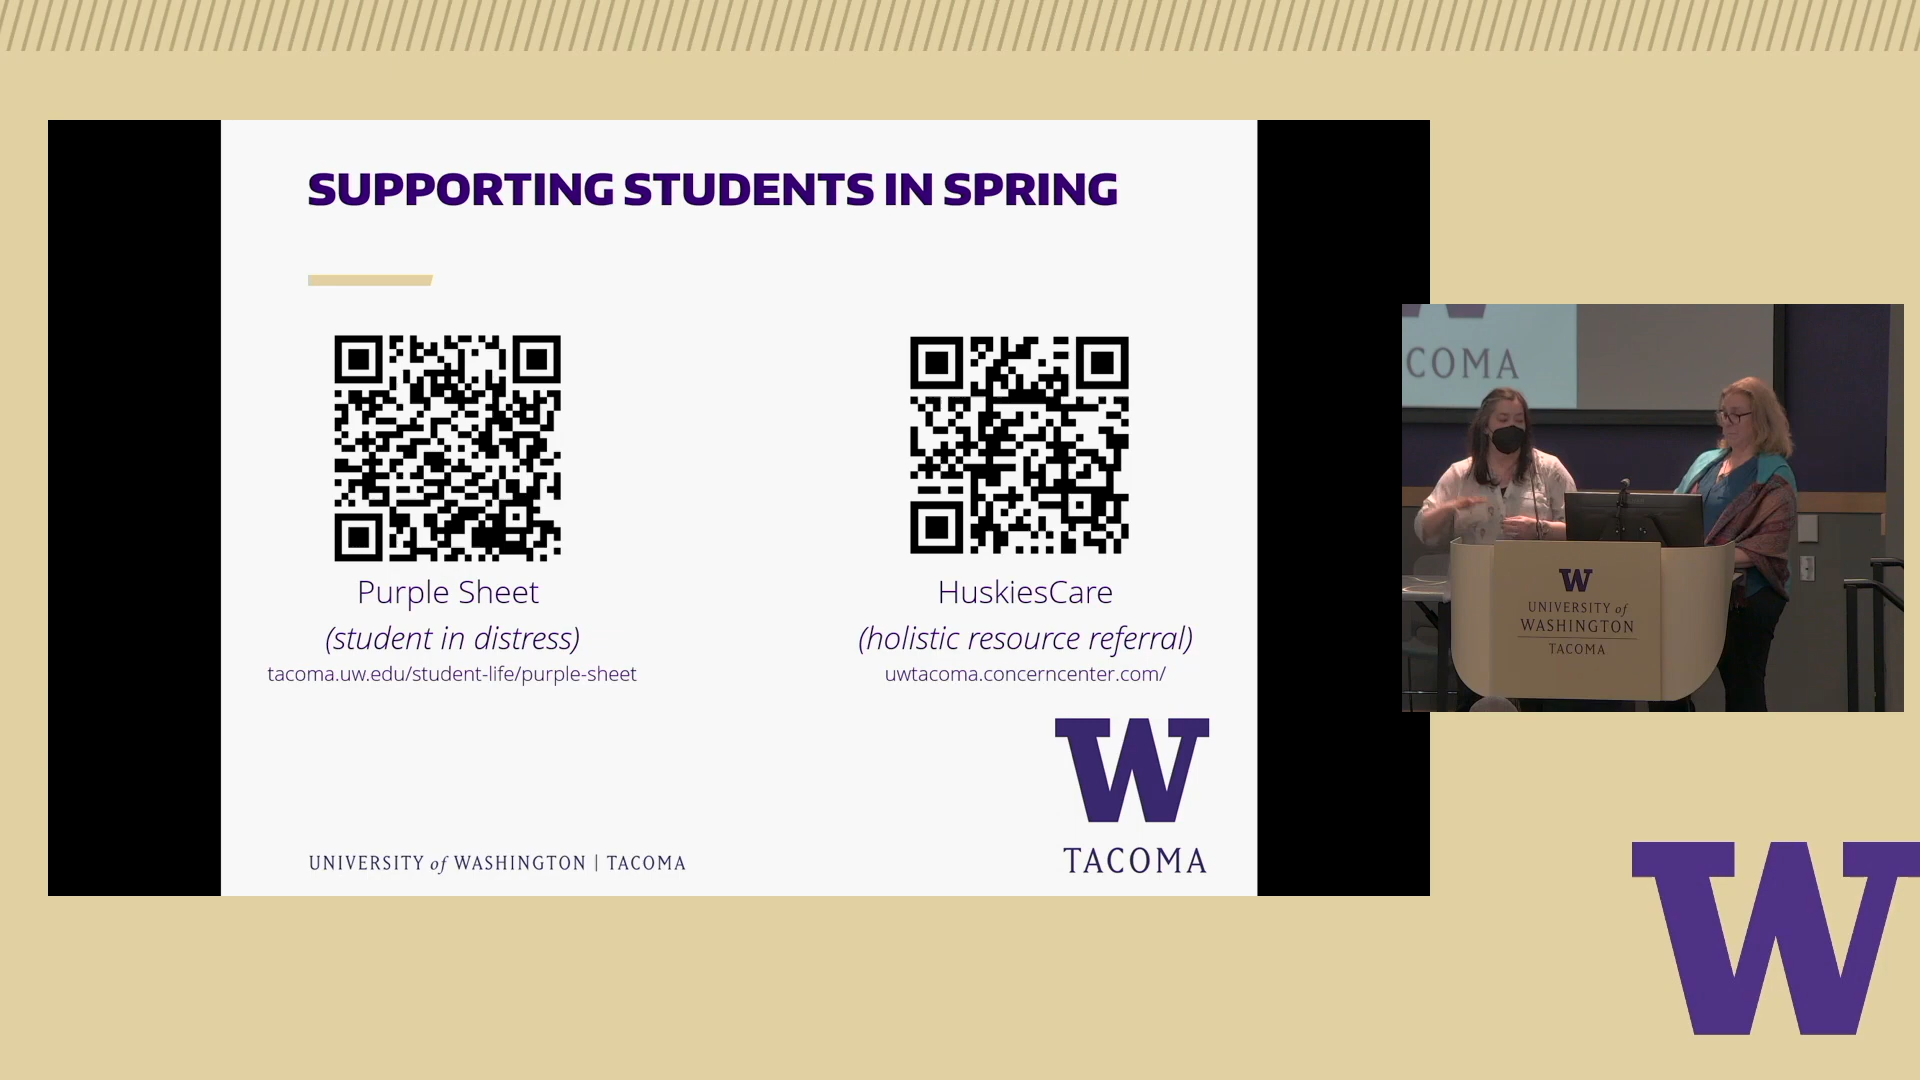 SUPPORTING STUDENTS IN SPRING
Purple Sheet
(student in distress)
tacoma.uw.edu/student-life/purple-sheet
HuskiesCare
(holistic resource referral)
uwtacoma.concerncenter.com/
W
TACOMA
UNIVERSITY of WASHINGTON | TACOMA
COMA
W
UNIVERSITY of
WASHINGTON
TACOMA
W